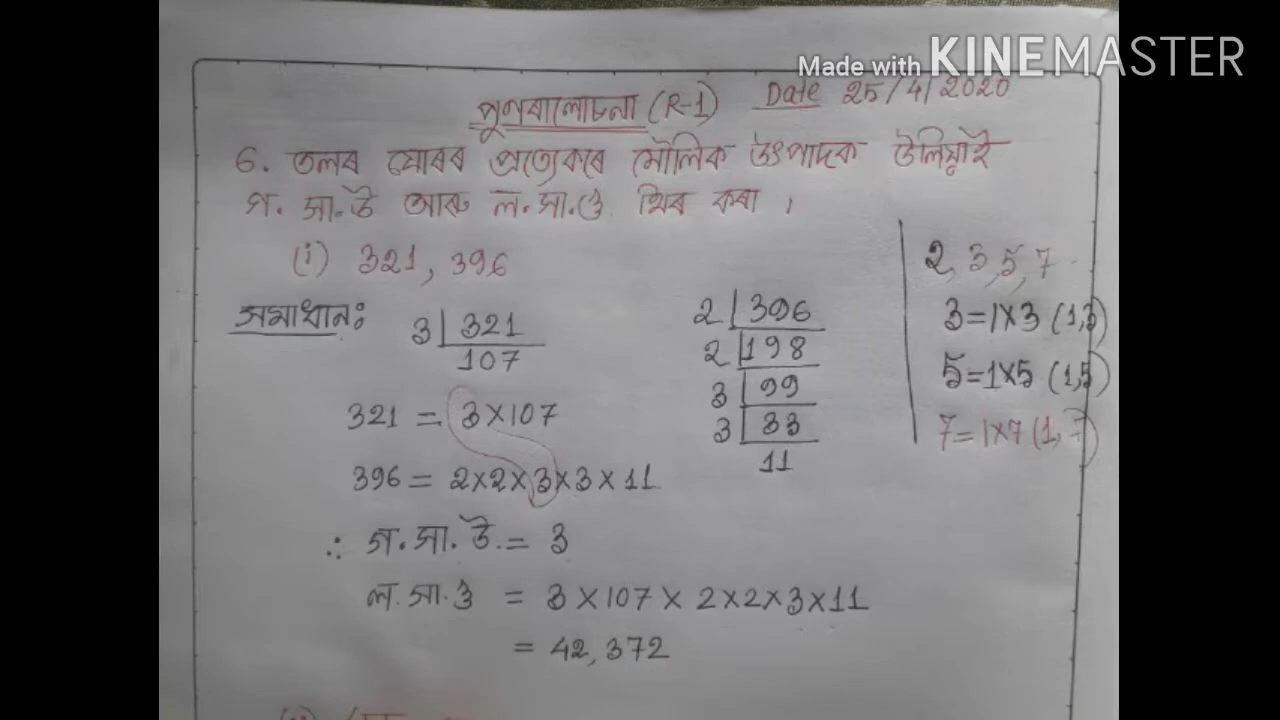 Made with KINEMASTER
পুণৰালোচনা (R-1) Date 25/4/2020
6. তলৰ যোৰৰ প্ৰত্যেকৰে মৌলিক উৎপাদক উলিয়াই
গ. সা. উ আৰু ল. সা. গু থিৰ কৰা ।
(i) 321, 396
2, 3, 5, 7
সমাধানঃ
3 | 321
107
2 | 396
2 | 198
3 | 99
3 | 33
11
3=1×3 (1,3)
5=1×5 (1,5)
7=1×7 (1,7)
321 = 3×107
396 = 2×2×3×3×11
∴ গ. সা. উ. = 3
ল. সা. গু = 3×107×2×2×3×11
= 42,372